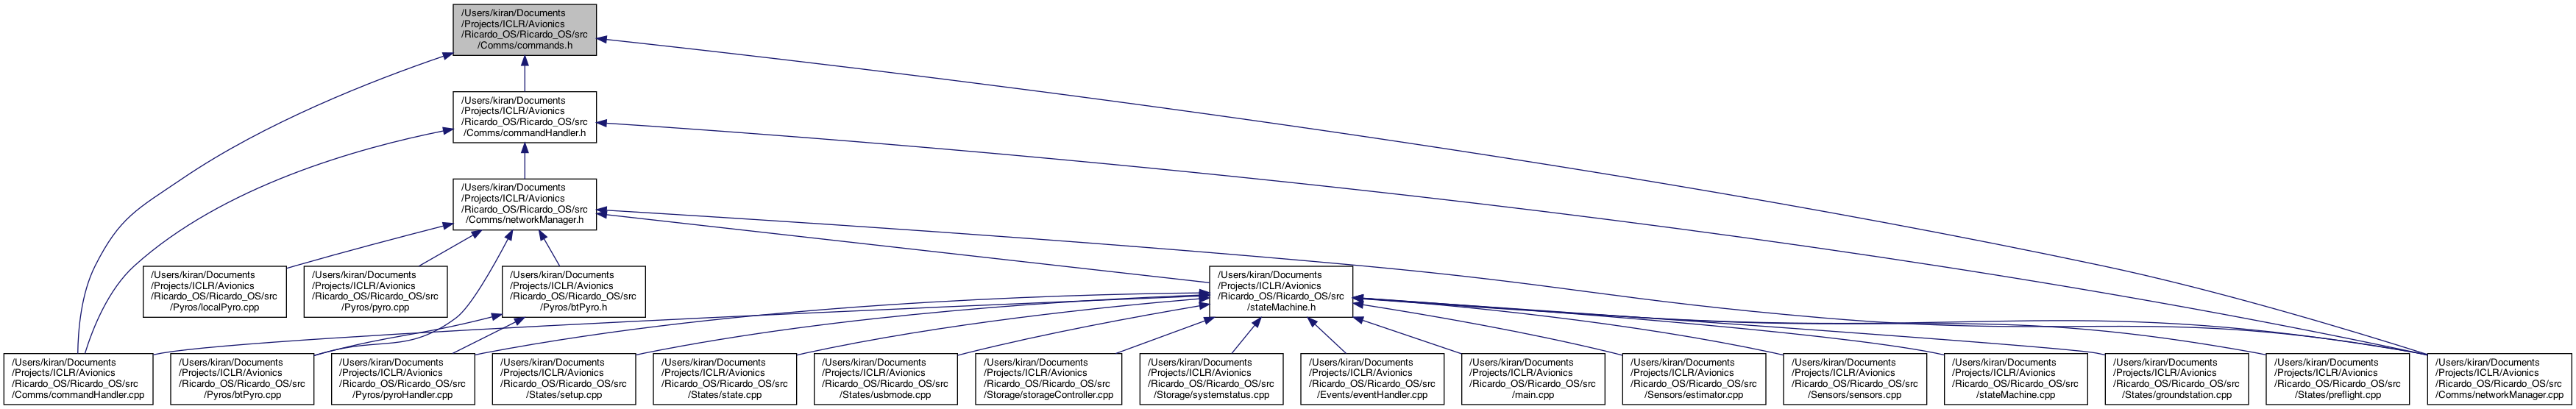 /Users/kiran/Documents
/Projects/ICLR/Avionics
/Ricardo_OS/Ricardo_OS/src
/Comms/commands.h
/Users/kiran/Documents
/Projects/ICLR/Avionics
/Ricardo_OS/Ricardo_OS/src
/Comms/commandHandler.h
/Users/kiran/Documents
/Projects/ICLR/Avionics
/Ricardo_OS/Ricardo_OS/src
/Comms/networkManager.h
/Users/kiran/Documents
/Projects/ICLR/Avionics
/Ricardo_OS/Ricardo_OS/src
/Pyros/localPyro.cpp
/Users/kiran/Documents
/Projects/ICLR/Avionics
/Ricardo_OS/Ricardo_OS/src
/Pyros/pyro.cpp
/Users/kiran/Documents
/Projects/ICLR/Avionics
/Ricardo_OS/Ricardo_OS/src
/Pyros/btPyro.h
/Users/kiran/Documents
/Projects/ICLR/Avionics
/Ricardo_OS/Ricardo_OS/src
/stateMachine.h
/Users/kiran/Documents
/Projects/ICLR/Avionics
/Ricardo_OS/Ricardo_OS/src
/Comms/commandHandler.cpp
/Users/kiran/Documents
/Projects/ICLR/Avionics
/Ricardo_OS/Ricardo_OS/src
/Pyros/btPyro.cpp
/Users/kiran/Documents
/Projects/ICLR/Avionics
/Ricardo_OS/Ricardo_OS/src
/Pyros/pyroHandler.cpp
/Users/kiran/Documents
/Projects/ICLR/Avionics
/Ricardo_OS/Ricardo_OS/src
/States/setup.cpp
/Users/kiran/Documents
/Projects/ICLR/Avionics
/Ricardo_OS/Ricardo_OS/src
/States/state.cpp
/Users/kiran/Documents
/Projects/ICLR/Avionics
/Ricardo_OS/Ricardo_OS/src
/States/usbmode.cpp
/Users/kiran/Documents
/Projects/ICLR/Avionics
/Ricardo_OS/Ricardo_OS/src
/Storage/storageController.cpp
/Users/kiran/Documents
/Projects/ICLR/Avionics
/Ricardo_OS/Ricardo_OS/src
/Storage/systemstatus.cpp
/Users/kiran/Documents
/Projects/ICLR/Avionics
/Ricardo_OS/Ricardo_OS/src
/Events/eventHandler.cpp
/Users/kiran/Documents
/Projects/ICLR/Avionics
/Ricardo_OS/Ricardo_OS/src
/main.cpp
/Users/kiran/Documents
/Projects/ICLR/Avionics
/Ricardo_OS/Ricardo_OS/src
/Sensors/estimator.cpp
/Users/kiran/Documents
/Projects/ICLR/Avionics
/Ricardo_OS/Ricardo_OS/src
/Sensors/sensors.cpp
/Users/kiran/Documents
/Projects/ICLR/Avionics
/Ricardo_OS/Ricardo_OS/src
/stateMachine.cpp
/Users/kiran/Documents
/Projects/ICLR/Avionics
/Ricardo_OS/Ricardo_OS/src
/States/groundstation.cpp
/Users/kiran/Documents
/Projects/ICLR/Avionics
/Ricardo_OS/Ricardo_OS/src
/States/preflight.cpp
/Users/kiran/Documents
/Projects/ICLR/Avionics
/Ricardo_OS/Ricardo_OS/src
/Comms/networkManager.cpp